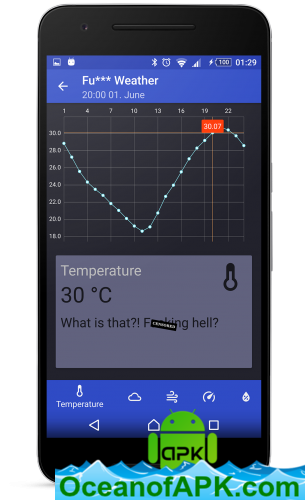 100 01:29
Fu*** Weather
20:00 01. June
1 4 7 10 13 16 19 22
30.07
30.0
28.0
26.0
24.0
22.0
20.0
18.0
Temperature
30 °C
What is that?! F CENSORED king hell?
Temperature
APK
OceanofAPK.com